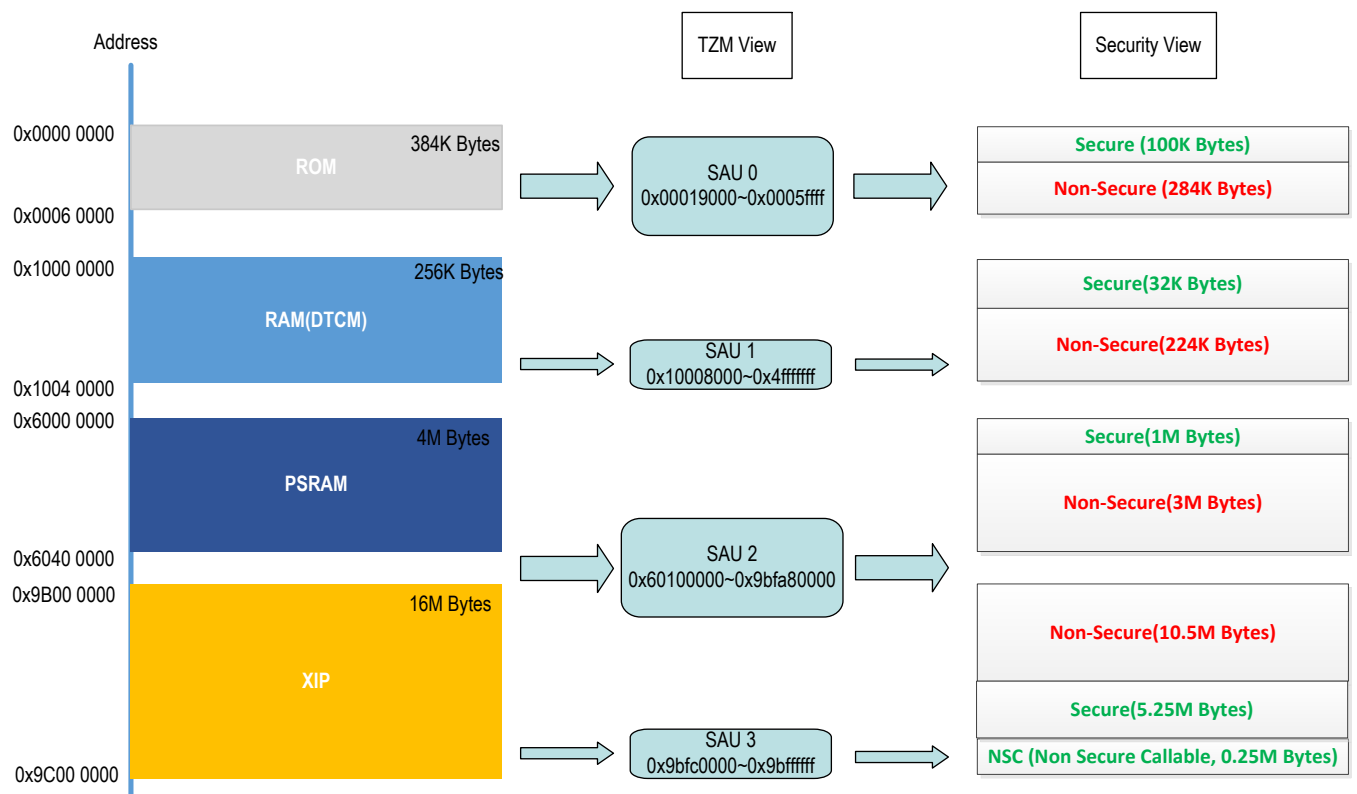 Address
TZM View
Security View
0x0000 0000
384K Bytes
ROM
0x0006 0000
SAU 0
0x00019000~0x0005ffff
Secure (100K Bytes)
Non-Secure (284K Bytes)
0x1000 0000
256K Bytes
RAM(DTCM)
0x1004 0000
SAU 1
0x10008000~0x4fffffff
Secure(32K Bytes)
Non-Secure(224K Bytes)
0x6000 0000
4M Bytes
PSRAM
0x6040 0000
SAU 2
0x60100000~0x9bfa80000
Secure(1M Bytes)
Non-Secure(3M Bytes)
0x9B00 0000
16M Bytes
XIP
0x9C00 0000
SAU 3
0x9bfc0000~0x9bffffff
Non-Secure(10.5M Bytes)
Secure(5.25M Bytes)
NSC (Non Secure Callable, 0.25M Bytes)